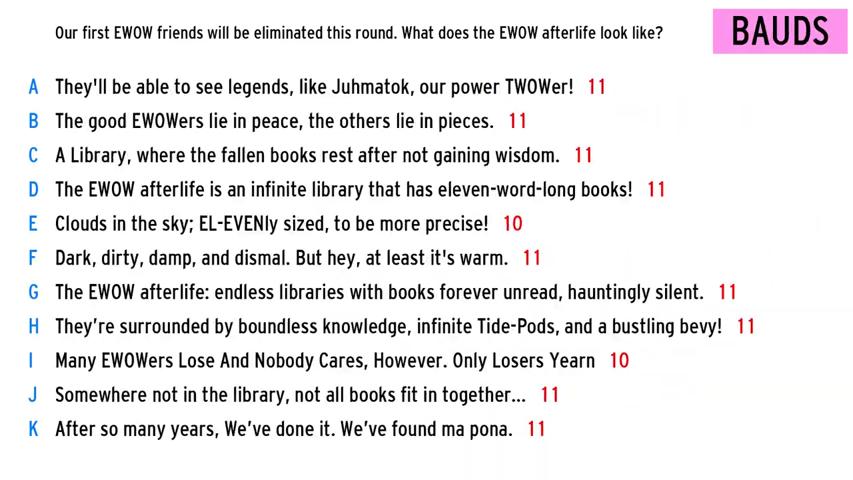 Our first EWOW friends will be eliminated this round. What does the EWOW afterlife look like?
BAUDS
A They'll be able to see legends, like Juhmatok, our power TWOWer! 11
B The good EWOWers lie in peace, the others lie in pieces. 11
C A Library, where the fallen books rest after not gaining wisdom. 11
D The EWOW afterlife is an infinite library that has eleven-word-long books! 11
E Clouds in the sky; EL-EVENly sized, to be more precise! 10
F Dark, dirty, damp, and dismal. But hey, at least it's warm. 11
G The EWOW afterlife: endless libraries with books forever unread, hauntingly silent. 11
H They’re surrounded by boundless knowledge, infinite Tide-Pods, and a bustling bevy! 11
I Many EWOWers Lose And Nobody Cares, However. Only Losers Yearn 10
J Somewhere not in the library, not all books fit in together... 11
K After so many years, We’ve done it. We’ve found ma pona. 11